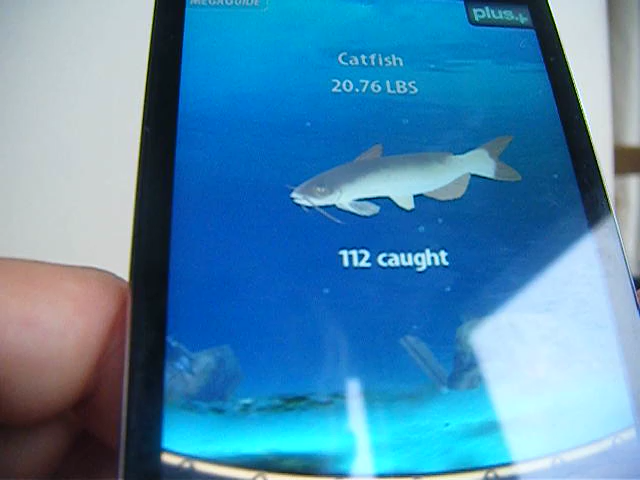 MEGAGUIDE
plus.+
Catfish
20.76 LBS
112 caught